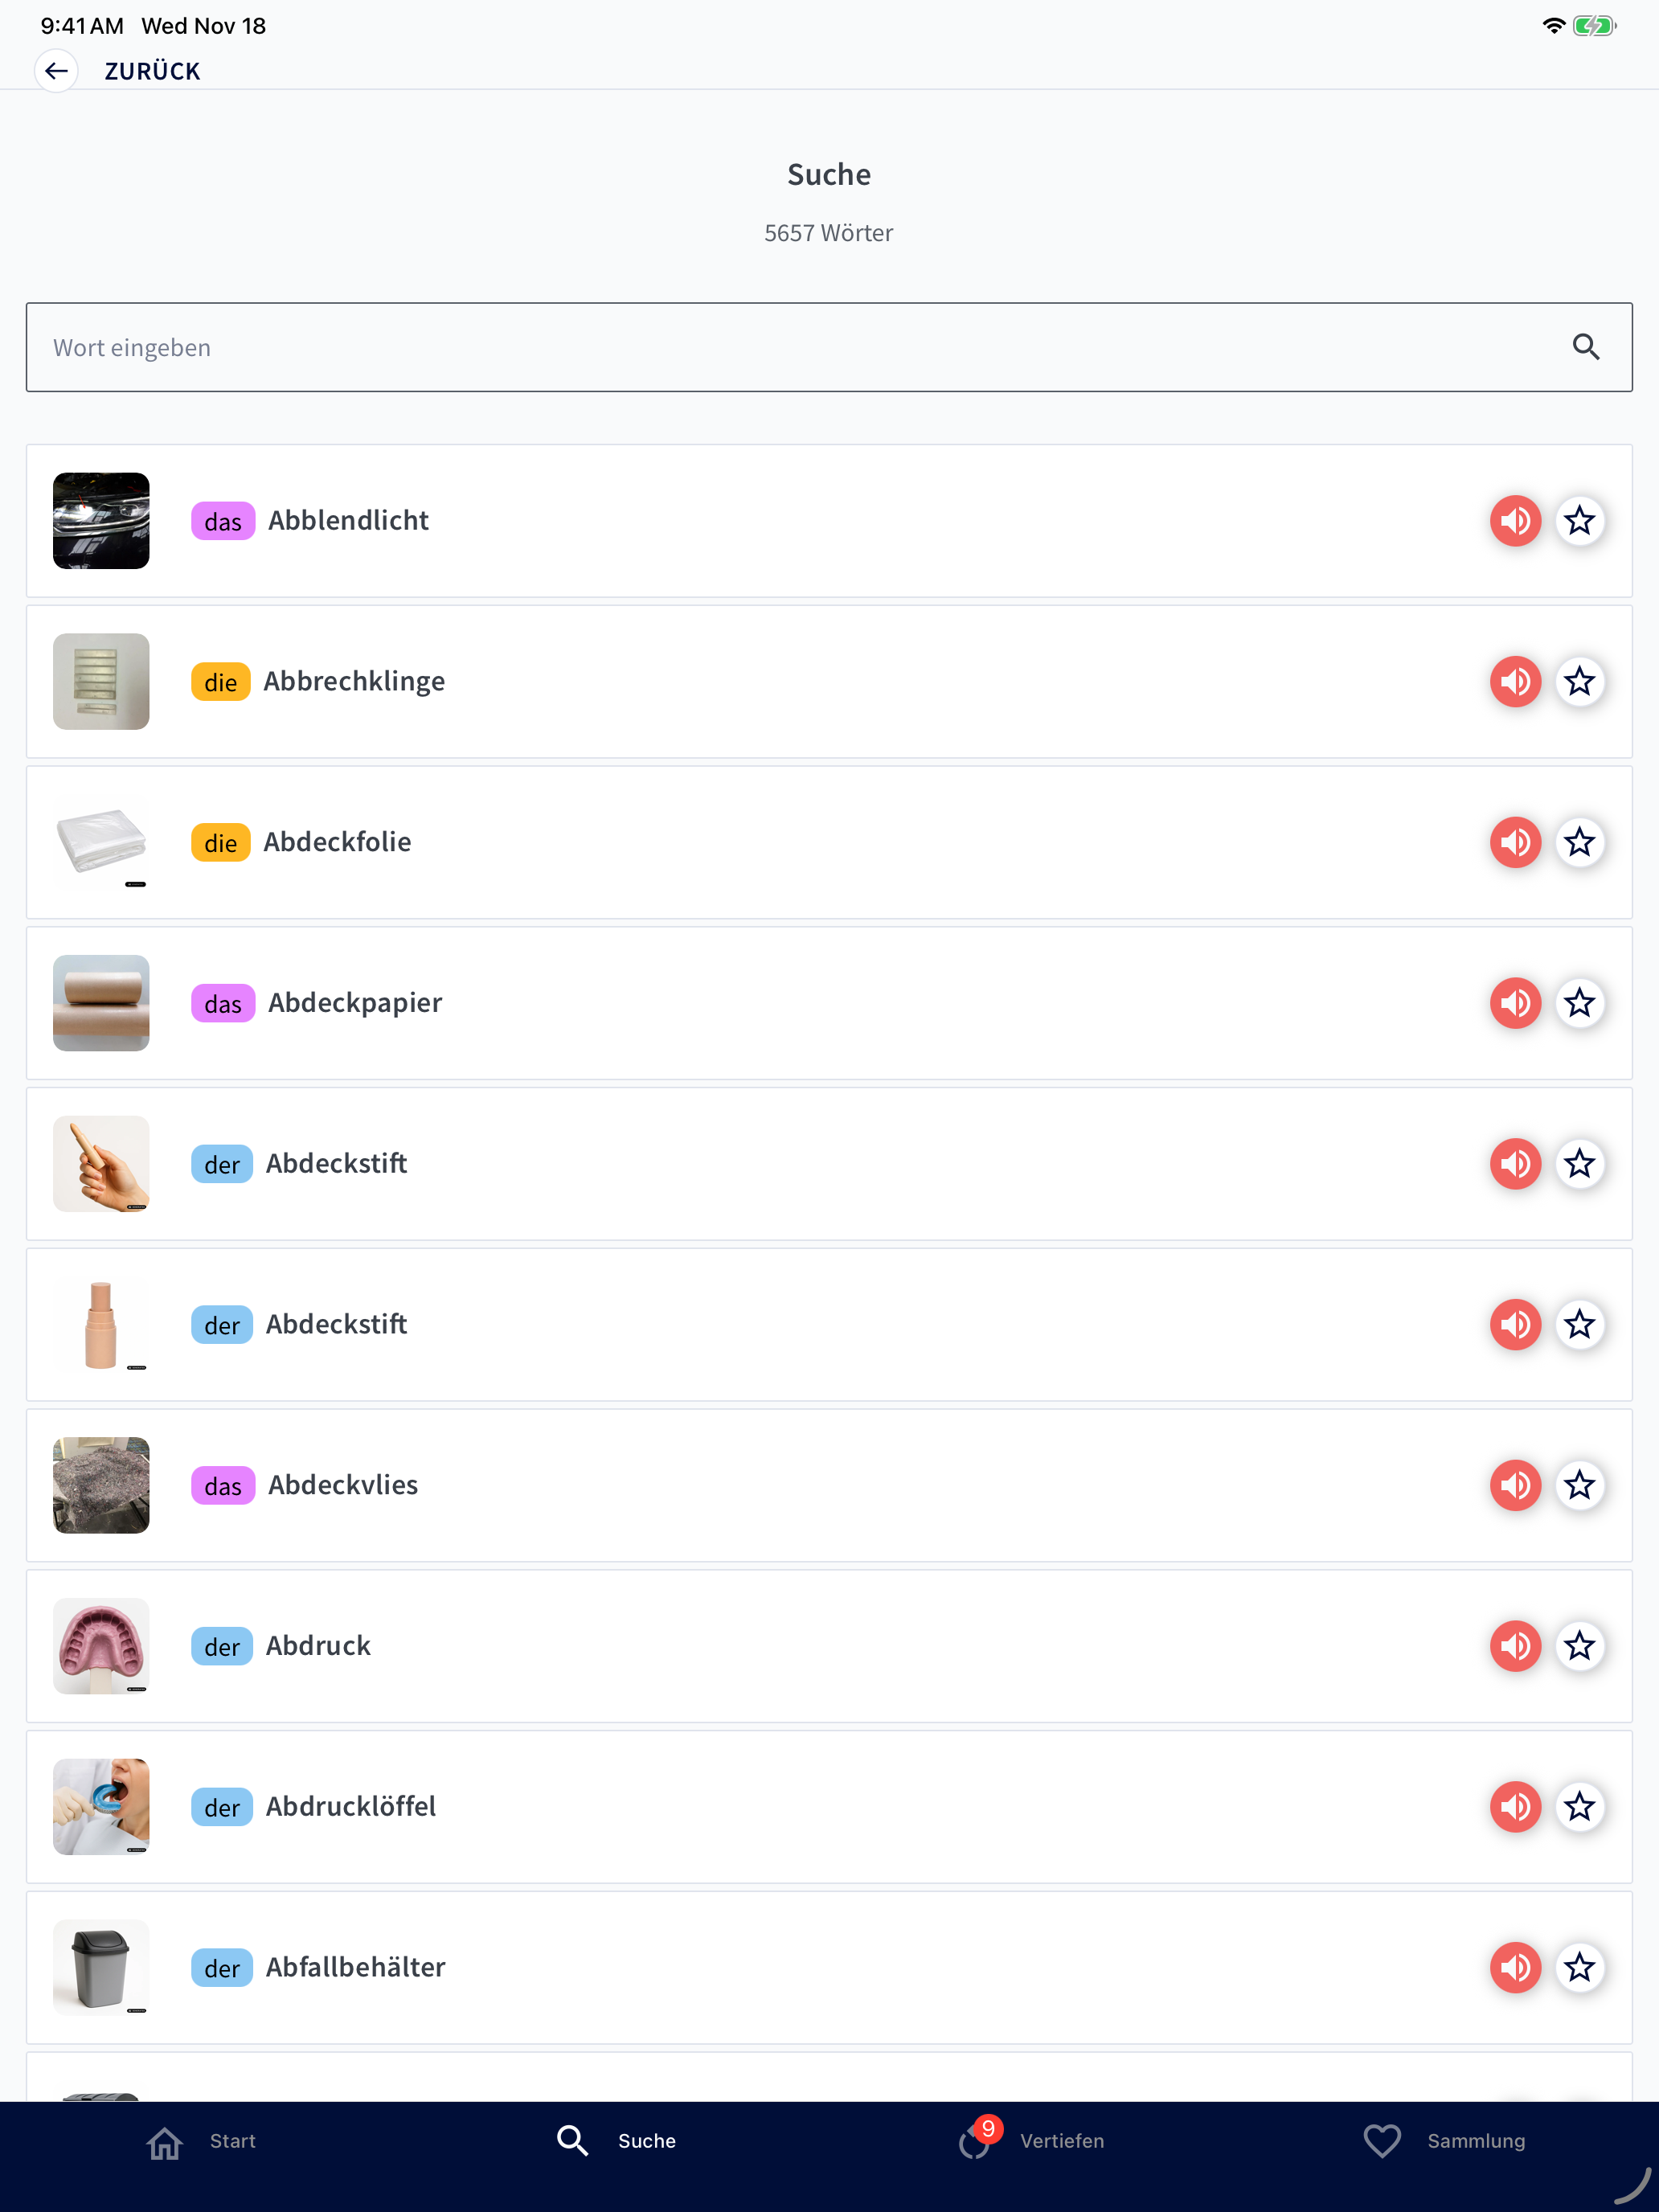 9:41 AM Wed Nov 18
ZURÜCK
Suche
5657 Wörter
Wort eingeben
das Abblendlicht
die Abbrechklinge
die Abdeckfolie
das Abdeckpapier
der Abdeckstift
der Abdeckstift
das Abdeckvlies
der Abdruck
der Abdrucklöffel
der Abfallbehälter
Start
Suche
9
Vertiefen
Sammlung